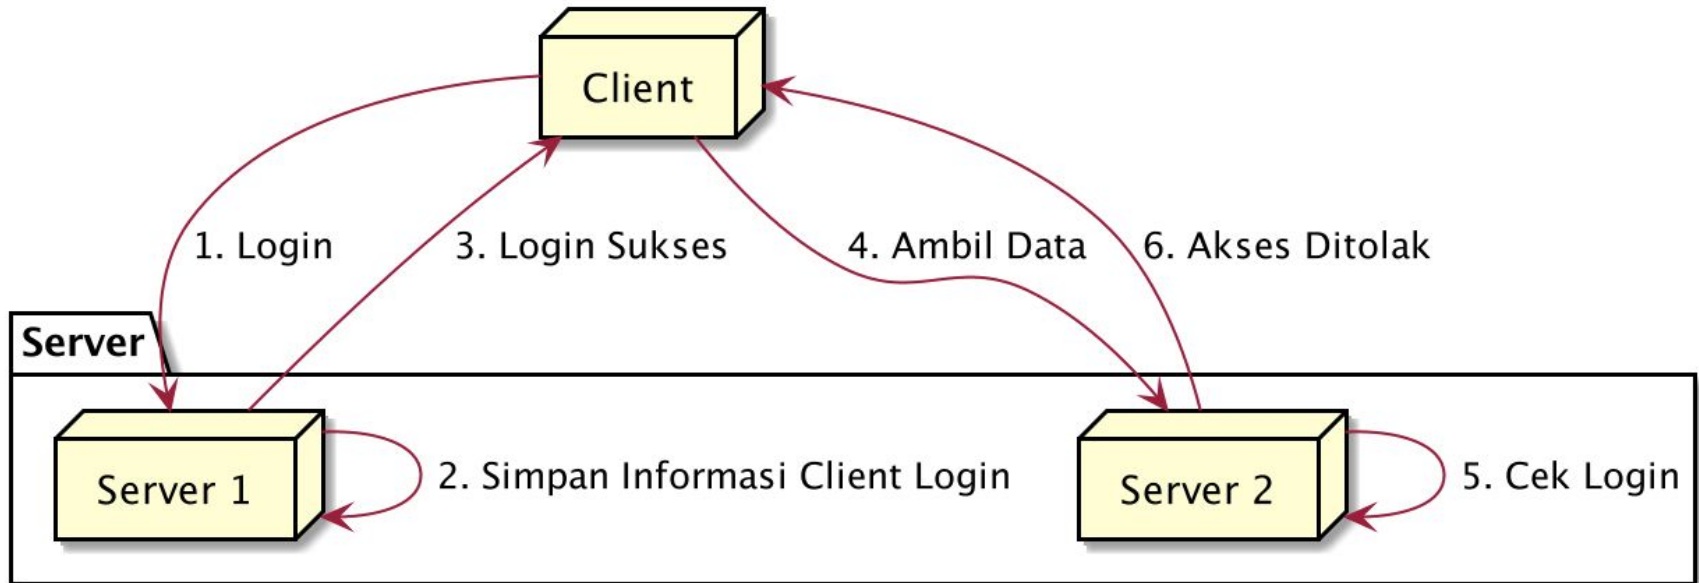 Client
1. Login
3. Login Sukses
4. Ambil Data
6. Akses Ditolak
Server
Server 1
2. Simpan Informasi Client Login
Server 2
5. Cek Login